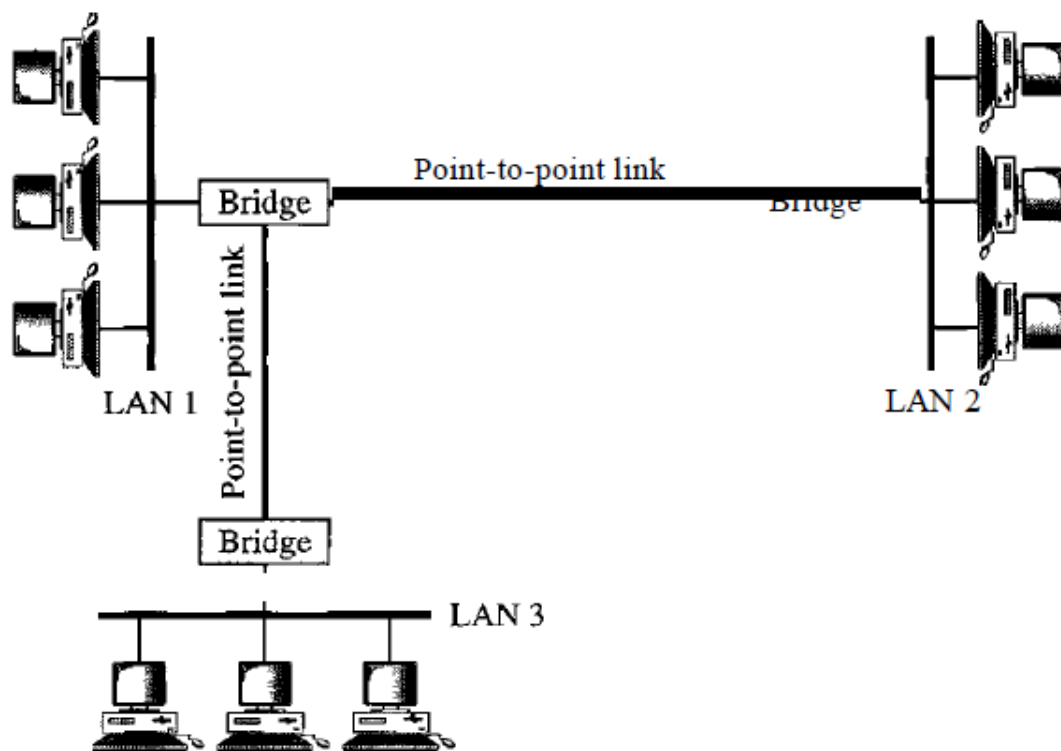 Point-to-point link
Bridge
Bridge
Point-to-point link
LAN 1
LAN 2
Bridge
LAN 3